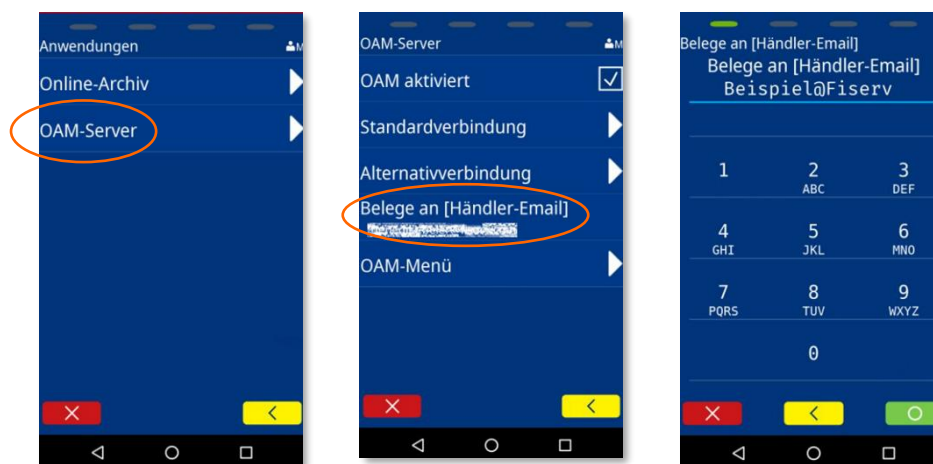 Anwendungen
Online-Archiv
OAM-Server
OAM-Server
OAM aktiviert
Standardverbindung
Alternativverbindung
Belege an [Händler-Email]
OAM-Menü
Belege an [Händler-Email]
Belege an [Händler-Email]
Beispiel@Fiserv
1 2 3
ABC DEF
4 5 6
GHI JKL MNO
7 8 9
PQRS TUV WXYZ
0